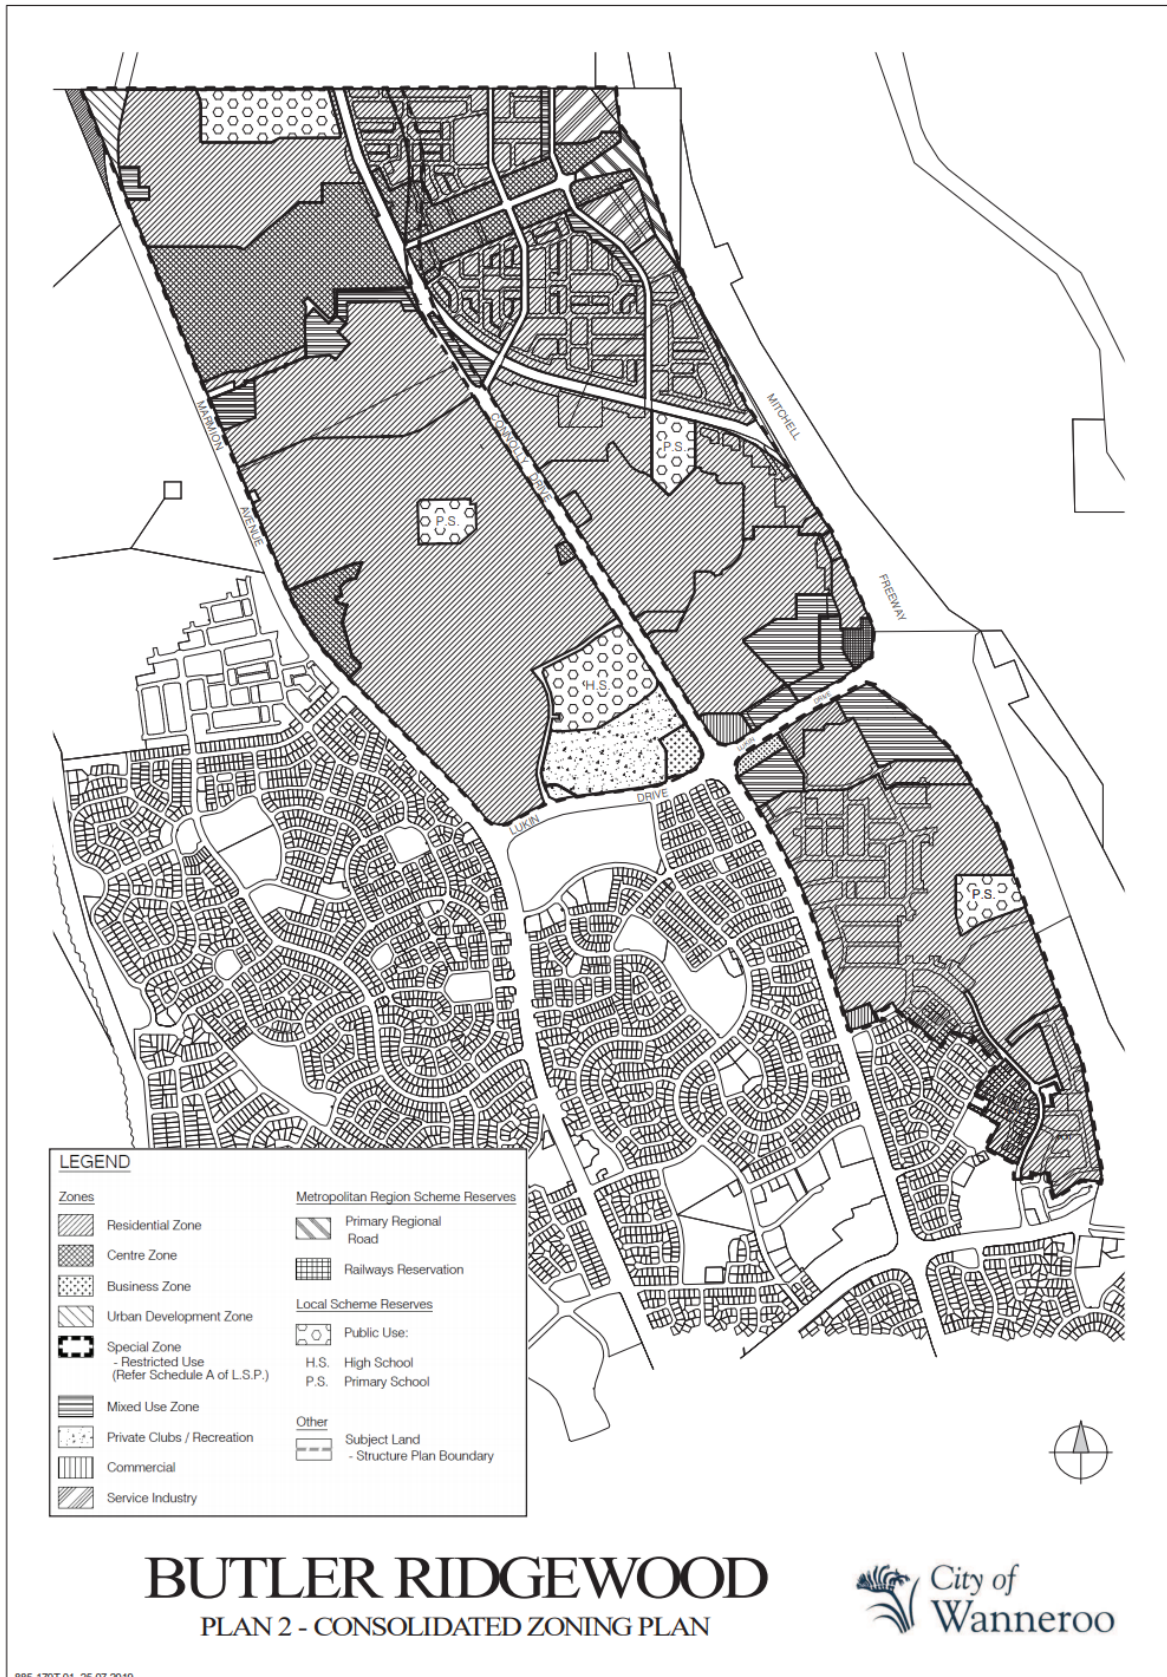 MARMION
AVENUE
CONNOLLY
DRIVE
MITCHELL
FREEWAY
P.S.
P.S.
H.S.
LUKIN
DRIVE
LUKIN
DRIVE
P.S.
LEGEND
Zones
Residential Zone
Centre Zone
Business Zone
Urban Development Zone
Special Zone
- Restricted Use
(Refer Schedule A of L.S.P.)
Mixed Use Zone
Private Clubs / Recreation
Commercial
Service Industry
Metropolitan Region Scheme Reserves
Primary Regional
Road
Railways Reservation
Local Scheme Reserves
Public Use:
H.S. High School
P.S. Primary School
Other
Subject Land
- Structure Plan Boundary
BUTLER RIDGEWOOD
PLAN 2 - CONSOLIDATED ZONING PLAN
City of
Wanneroo